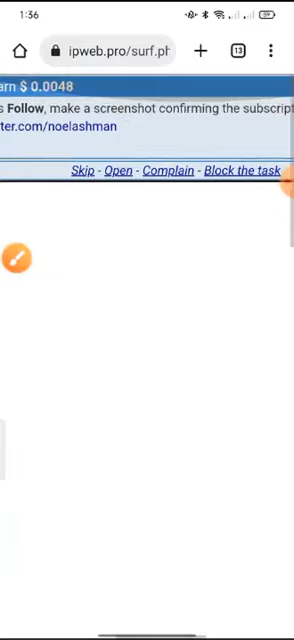 1:36
ipweb.pro/surf.ph
13
arn $ 0.0048
s Follow, make a screenshot confirming the subscript
ter.com/noelashman
Skip - Open - Complain - Block the task